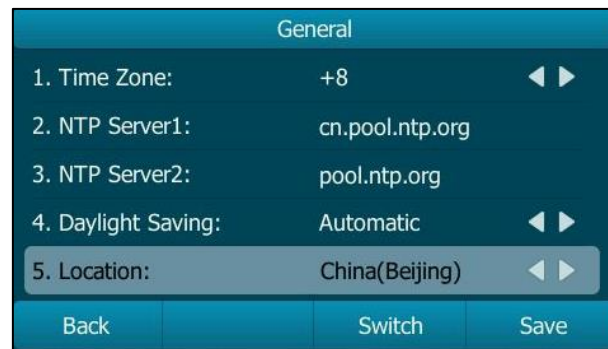 General
1. Time Zone: +8
2. NTP Server1: cn.pool.ntp.org
3. NTP Server2: pool.ntp.org
4. Daylight Saving: Automatic
5. Location: China(Beijing)
Back Switch Save